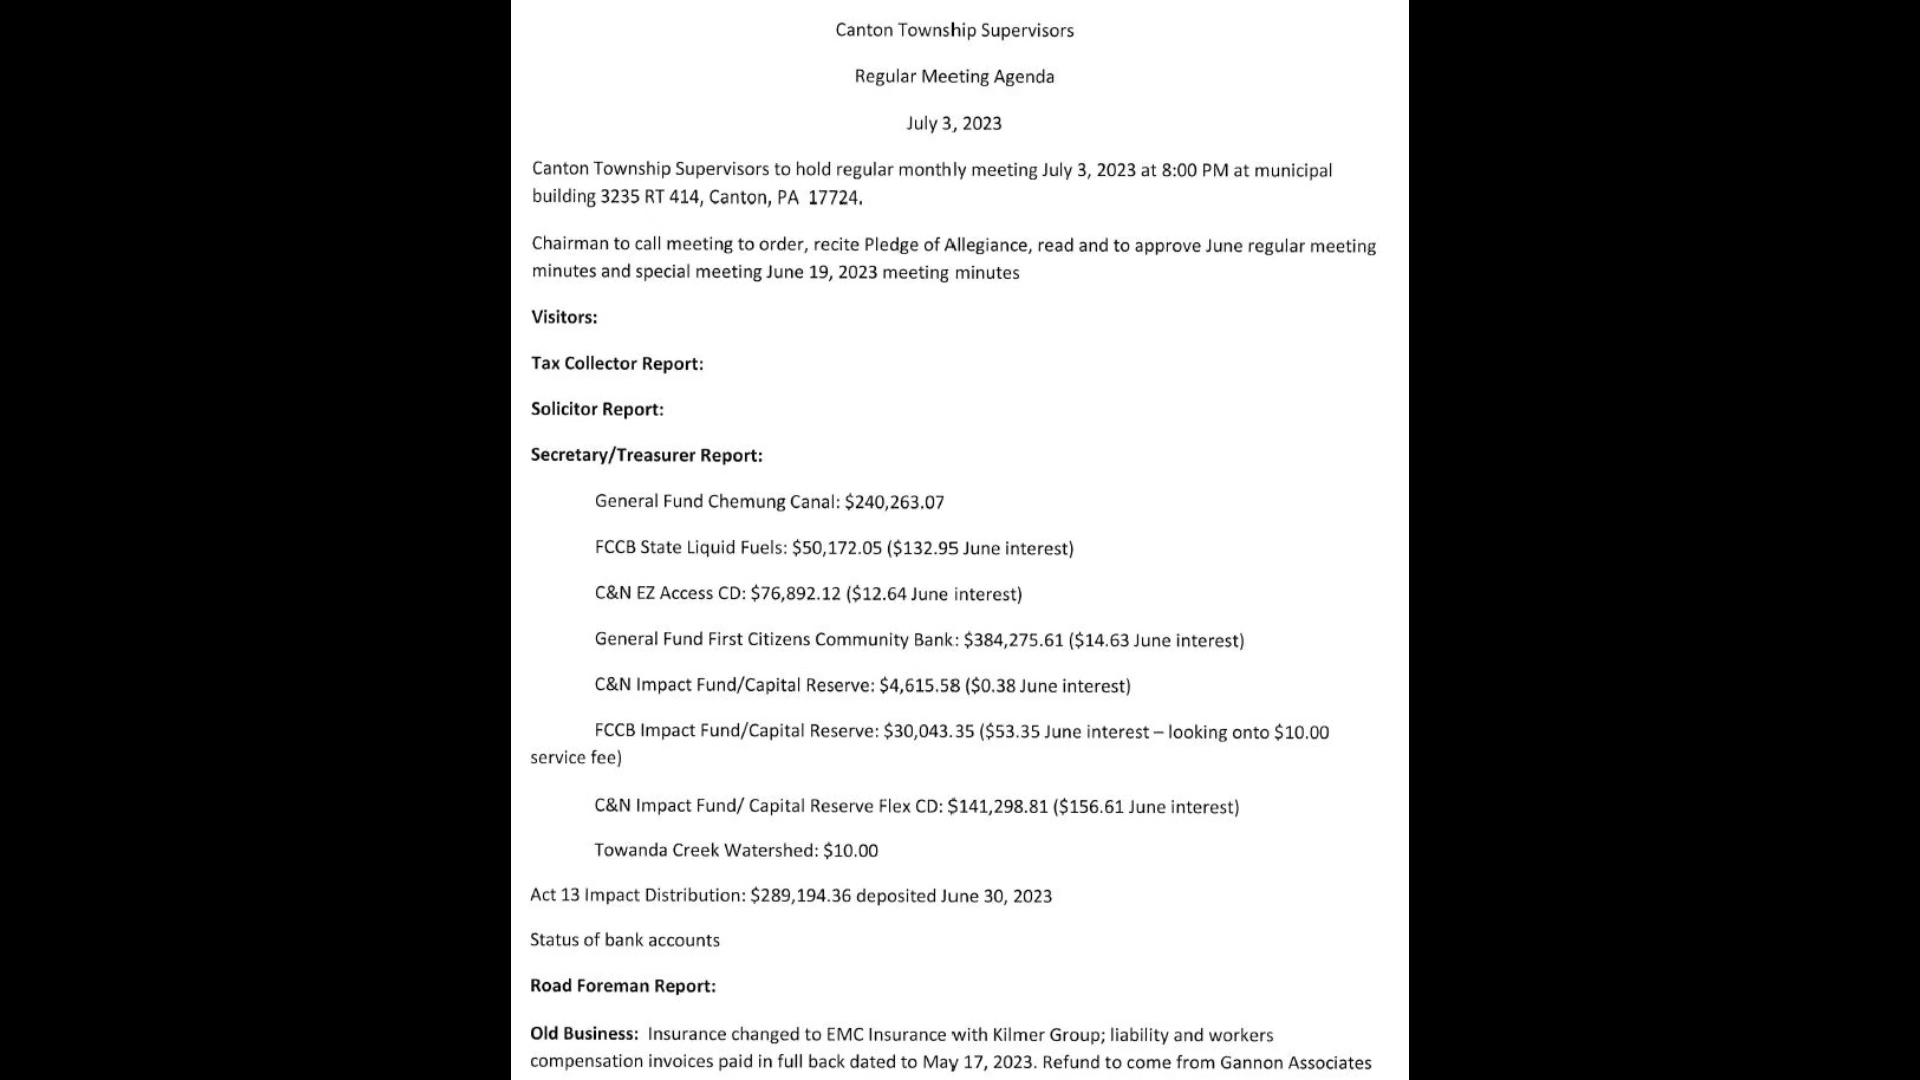 Canton Township Supervisors
Regular Meeting Agenda
July 3, 2023
Canton Township Supervisors to hold regular monthly meeting July 3, 2023 at 8:00 PM at municipal
building 3235 RT 414, Canton, PA  17724.
Chairman to call meeting to order, recite Pledge of Allegiance, read and to approve June regular meeting
minutes and special meeting June 19, 2023 meeting minutes
Visitors:
Tax Collector Report:
Solicitor Report:
Secretary/Treasurer Report:
General Fund Chemung Canal: $240,263.07
FCCB State Liquid Fuels: $50,172.05 ($132.95 June interest)
C&N EZ Access CD: $76,892.12 ($12.64 June interest)
General Fund First Citizens Community Bank: $384,275.61 ($14.63 June interest)
C&N Impact Fund/Capital Reserve: $4,615.58 ($0.38 June interest)
FCCB Impact Fund/Capital Reserve: $30,043.35 ($53.35 June interest – looking onto $10.00
service fee)
C&N Impact Fund/ Capital Reserve Flex CD: $141,298.81 ($156.61 June interest)
Towanda Creek Watershed: $10.00
Act 13 Impact Distribution: $289,194.36 deposited June 30, 2023
Status of bank accounts
Road Foreman Report:
Old Business:  Insurance changed to EMC Insurance with Kilmer Group; liability and workers
compensation invoices paid in full back dated to May 17, 2023. Refund to come from Gannon Associates